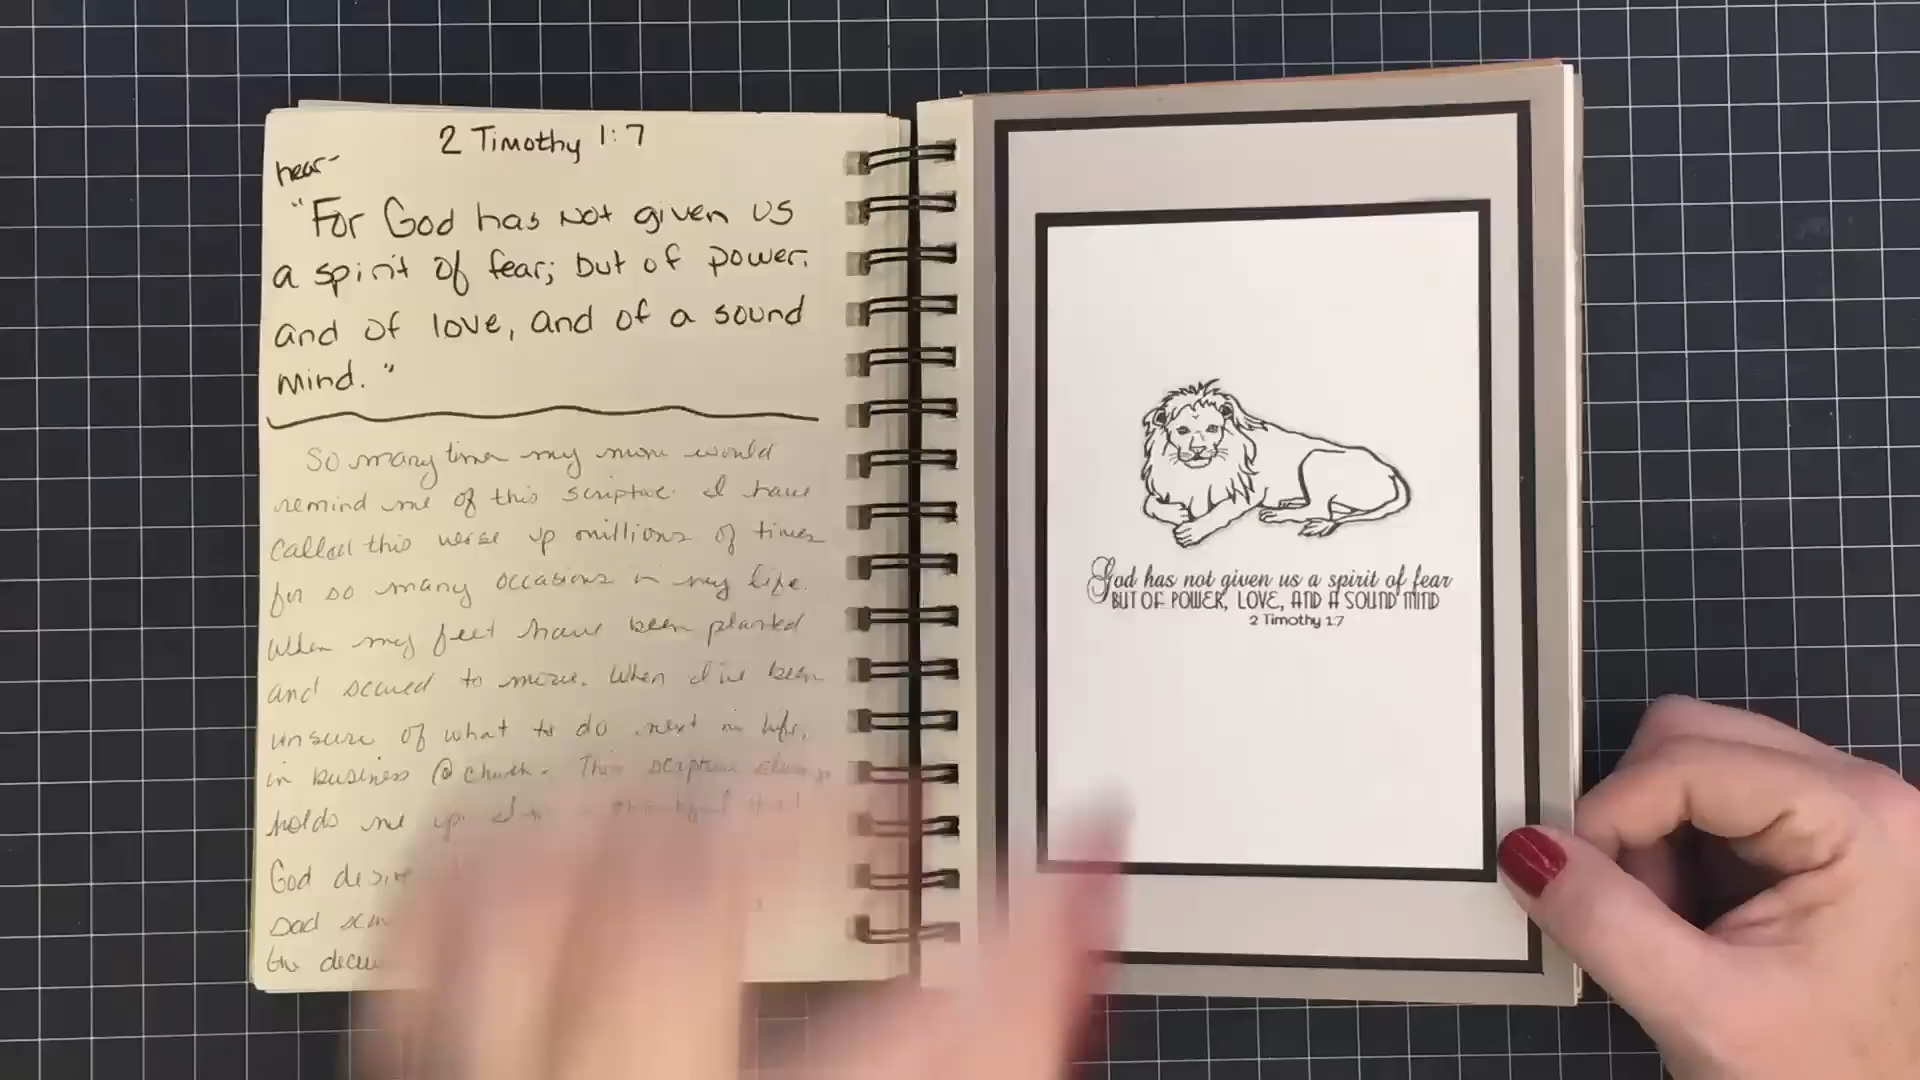 2 Timothy 1:7
hear-
"For God has not given us
a spirit of fear; but of power,
and of love, and of a sound
mind."
So many times my mom would
remind me of this scripture. I have
called this verse up millions of times
for so many occasions in my life.
When my feet have been planted
and scared to move. When I've been
unsure of what to do next in life,
in business @ church. This scripture always
holds me up.
God desire
sad
the
God has not given us a spirit of fear
BUT OF POWER, LOVE, AND A SOUND MIND
2 Timothy 1:7